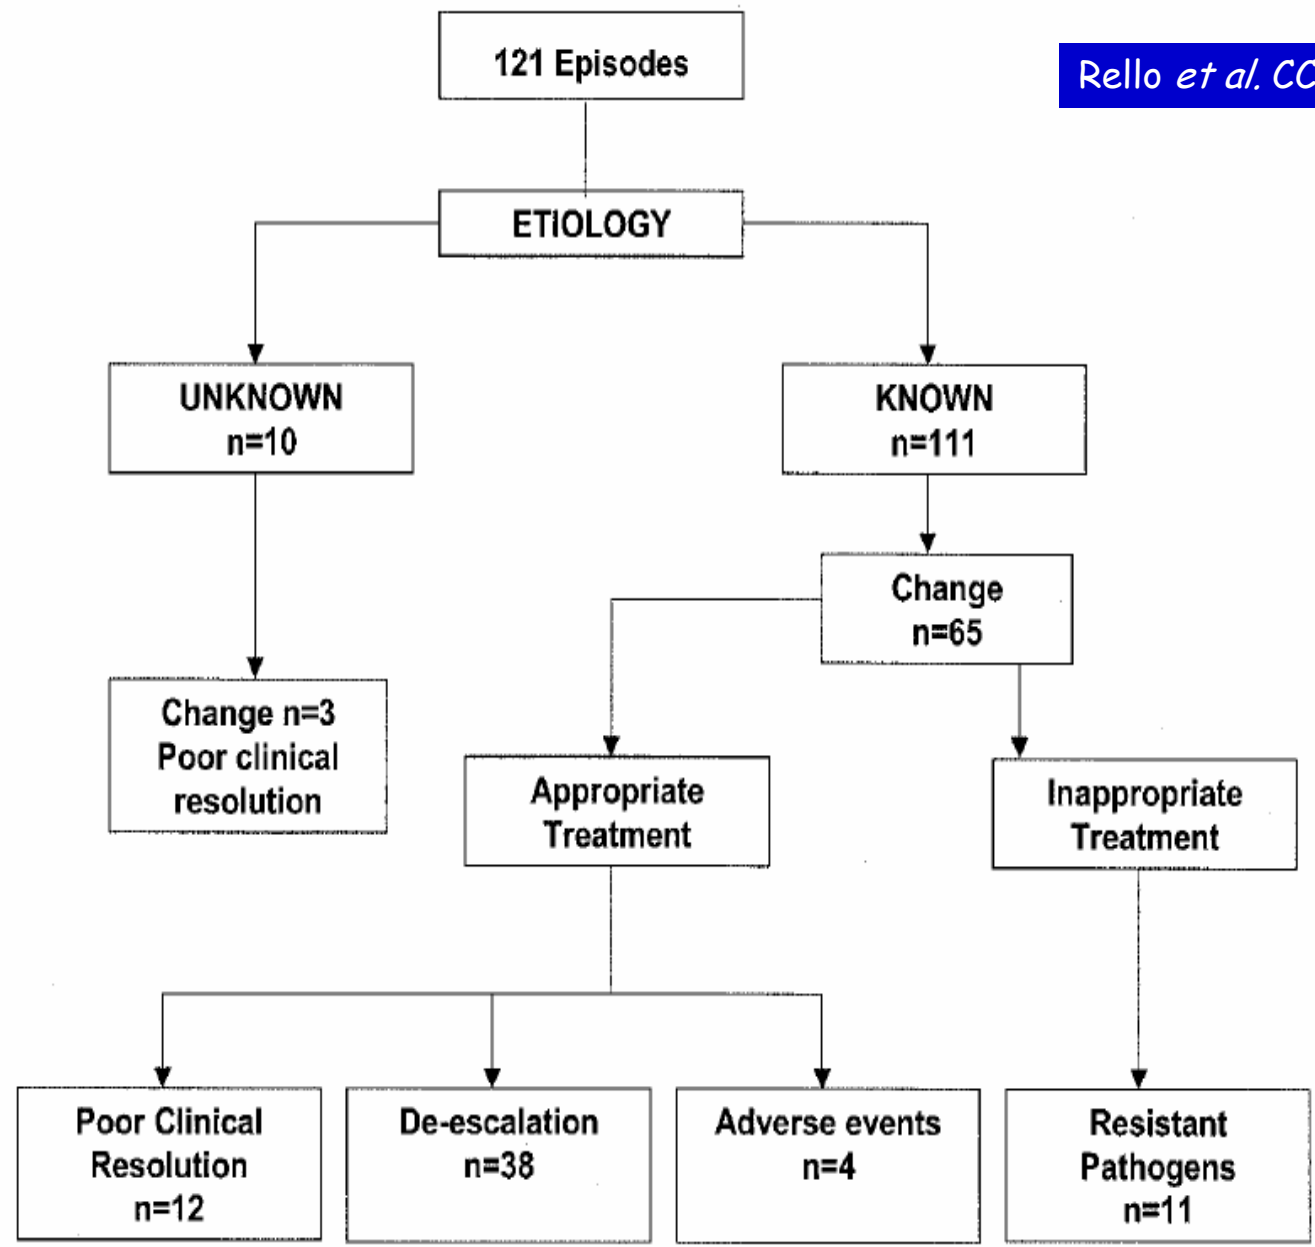 121 Episodes
Rello et al. CC
ETIOLOGY
UNKNOWN
n=10
KNOWN
n=111
Change
n=65
Change n=3
Poor clinical
resolution
Appropriate
Treatment
Inappropriate
Treatment
Poor Clinical
Resolution
n=12
De-escalation
n=38
Adverse events
n=4
Resistant
Pathogens
n=11